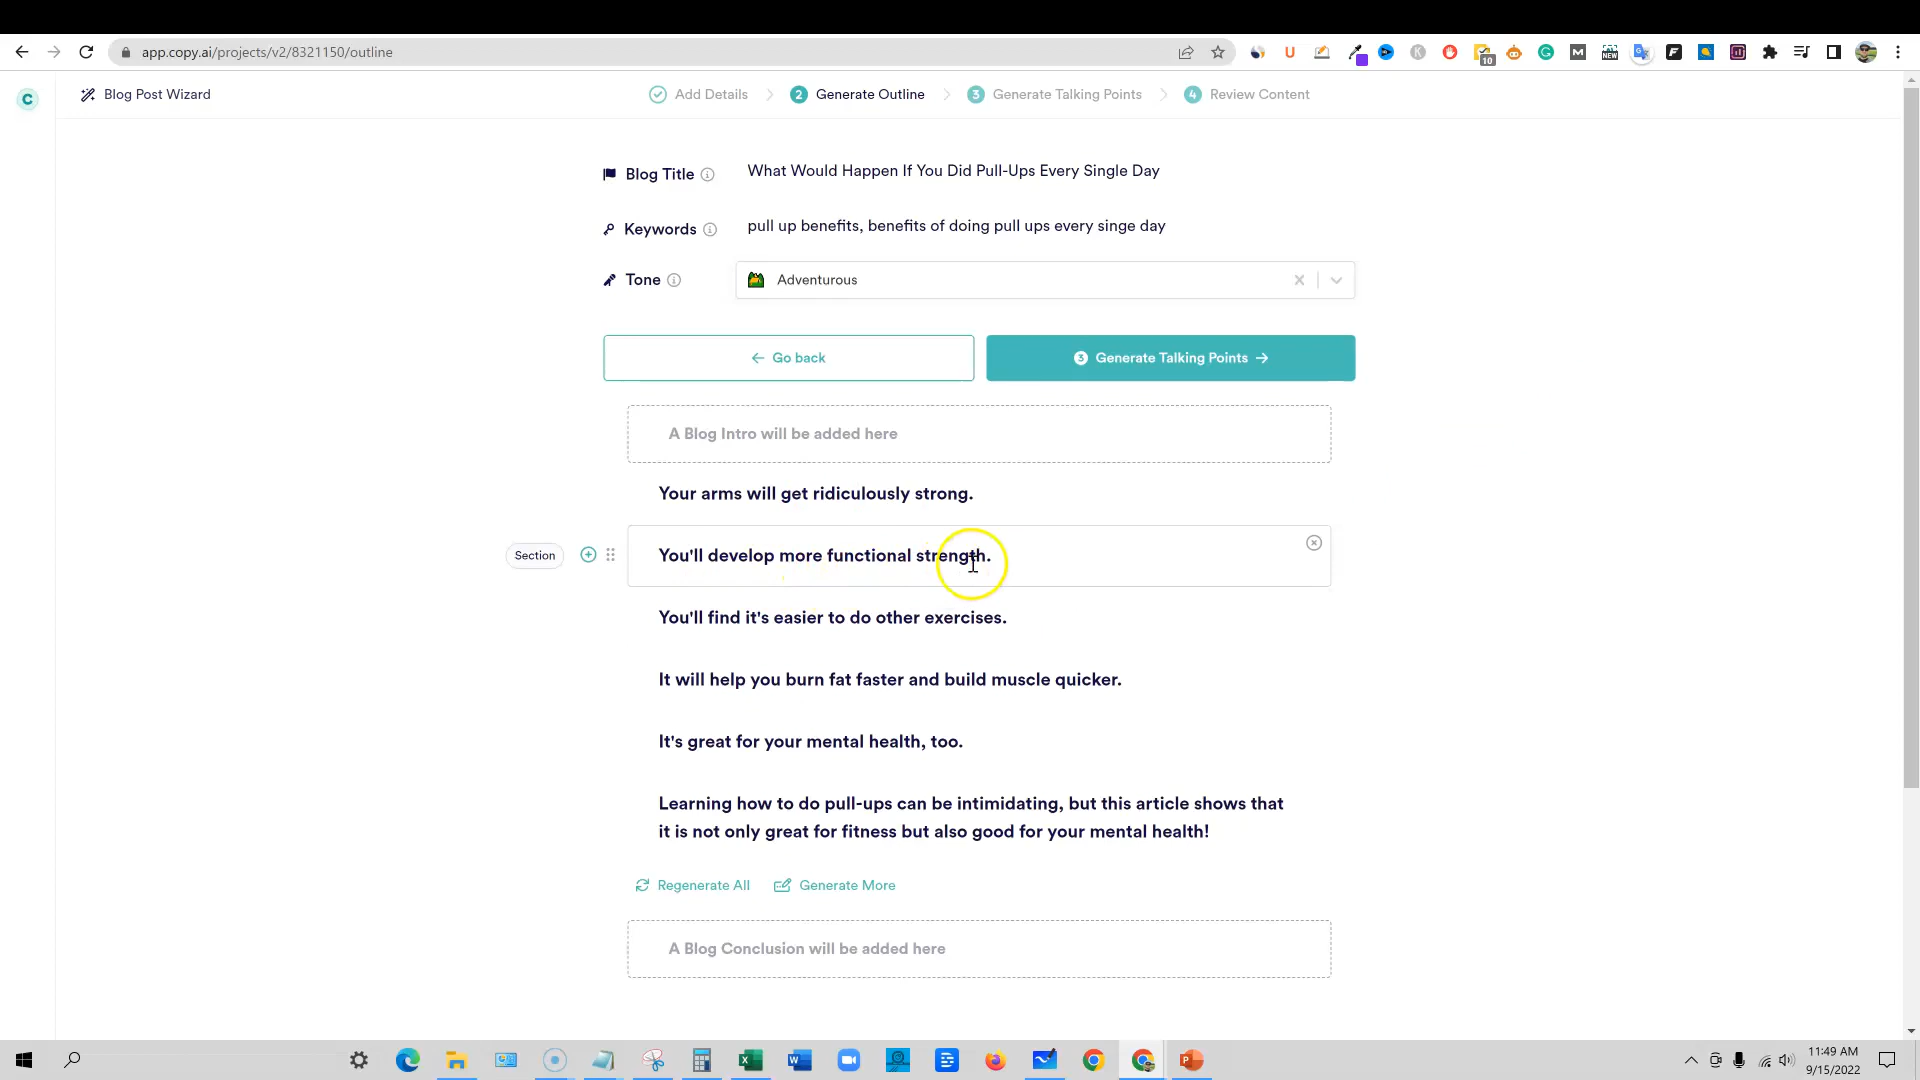 app.copy.ai/projects/v2/8321150/outline
10
NEW
C
Blog Post Wizard
Add Details
2 Generate Outline
3 Generate Talking Points
4 Review Content
Blog Title
What Would Happen If You Did Pull-Ups Every Single Day
Keywords
pull up benefits, benefits of doing pull ups every singe day
Tone
Adventurous
Go back
3 Generate Talking Points
A Blog Intro will be added here
Your arms will get ridiculously strong.
Section
You'll develop more functional strength.
You'll find it's easier to do other exercises.
It will help you burn fat faster and build muscle quicker.
It's great for your mental health, too.
Learning how to do pull-ups can be intimidating, but this article shows that
it is not only great for fitness but also good for your mental health!
Regenerate All
Generate More
A Blog Conclusion will be added here
11:49 AM
9/15/2022